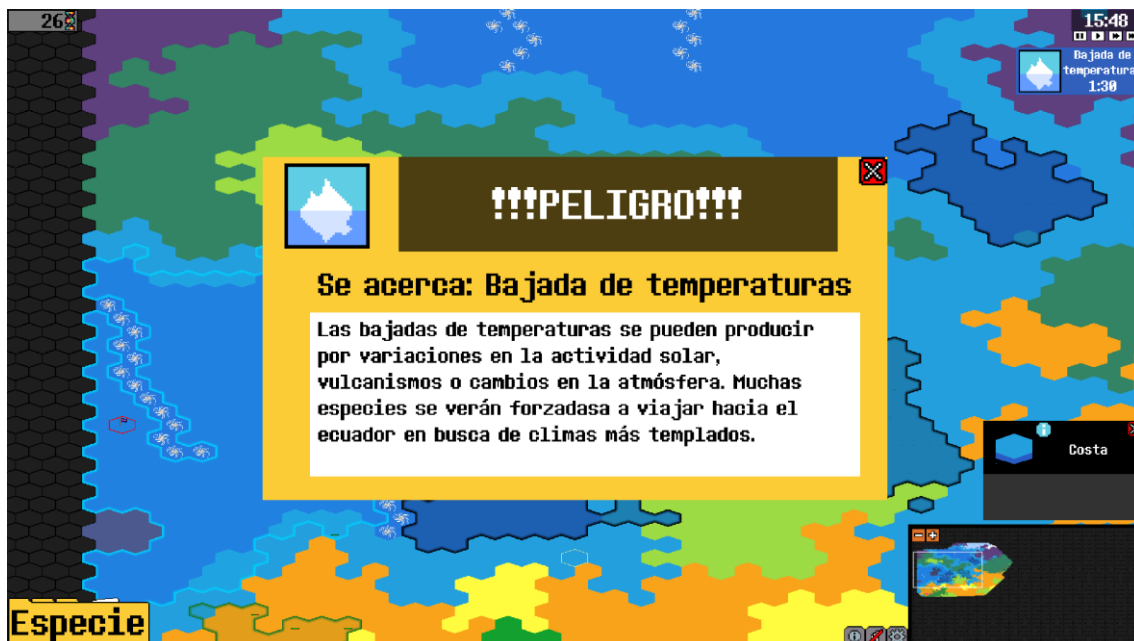 26
15:48
Bajada de
temperatura
1:30
!!!PELIGRO!!!
Se acerca: Bajada de temperaturas
Las bajadas de temperaturas se pueden producir
por variaciones en la actividad solar,
vulcanismos o cambios en la atmósfera. Muchas
especies se verán forzadasa a viajar hacia el
ecuador en busca de climas más templados.
Costa
Especie